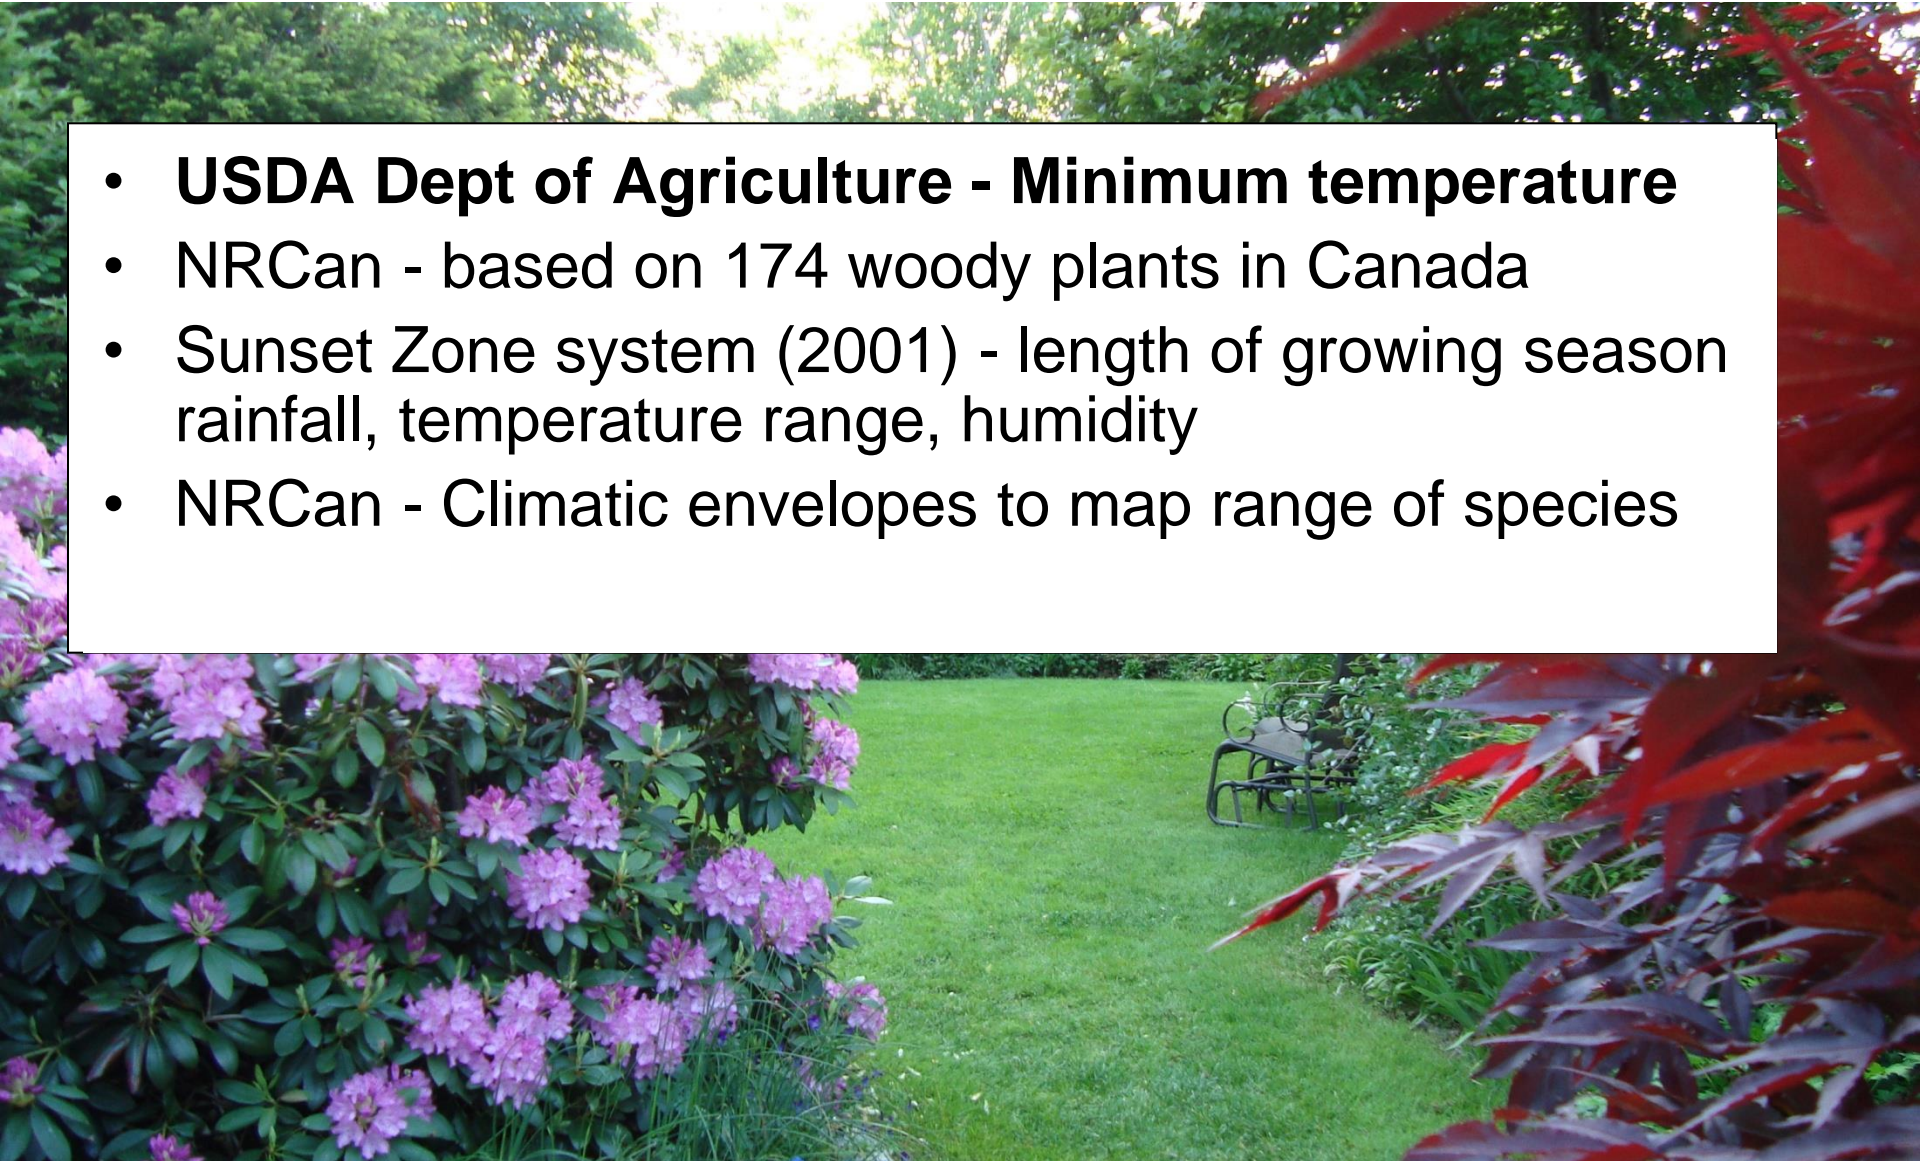 • USDA Dept of Agriculture - Minimum temperature
• NRCan - based on 174 woody plants in Canada
• Sunset Zone system (2001) - length of growing season
rainfall, temperature range, humidity
• NRCan - Climatic envelopes to map range of species